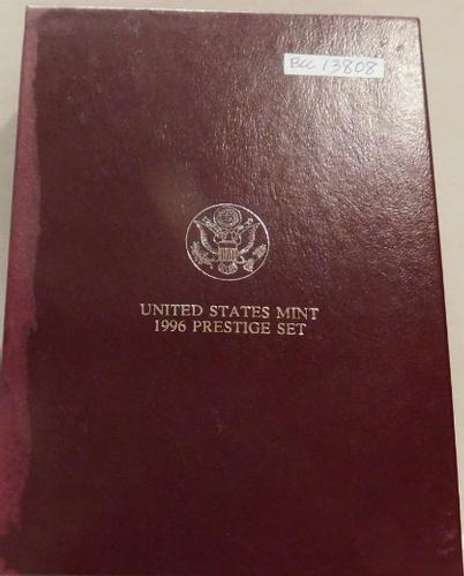 BCC 13808
UNITED STATES MINT
1996 PRESTIGE SET